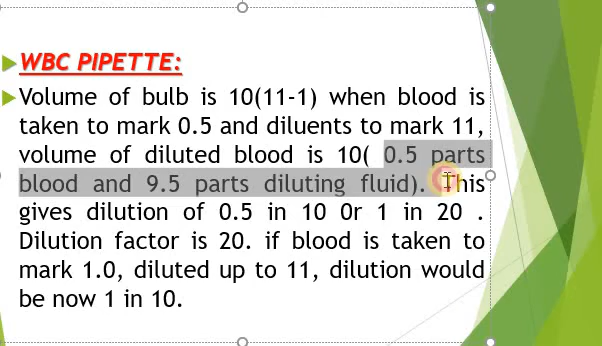 WBC PIPETTE:
Volume of bulb is 10(11-1) when blood is
taken to mark 0.5 and diluents to mark 11,
volume of diluted blood is 10( 0.5 parts
blood and 9.5 parts diluting fluid). This
gives dilution of 0.5 in 10 0r 1 in 20 .
Dilution factor is 20. if blood is taken to
mark 1.0, diluted up to 11, dilution would
be now 1 in 10.